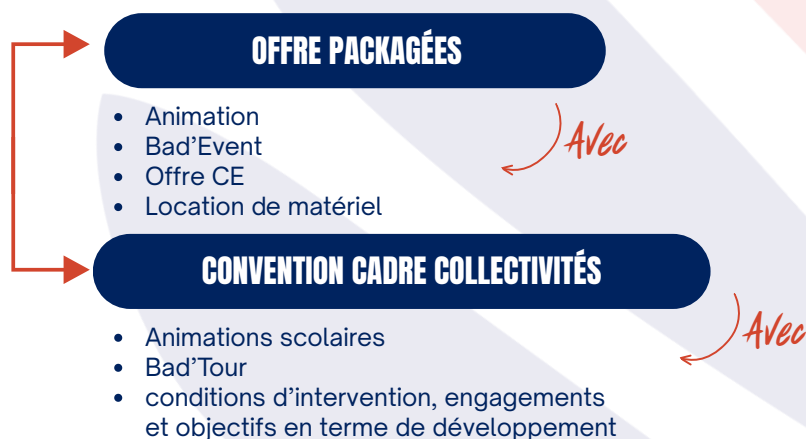 OFFRE PACKAGÉES
• Animation
• Bad'Event
• Offre CE
• Location de matériel
Avec
CONVENTION CADRE COLLECTIVITÉS
• Animations scolaires
• Bad'Tour
• conditions d'intervention, engagements
et objectifs en terme de développement
Avec